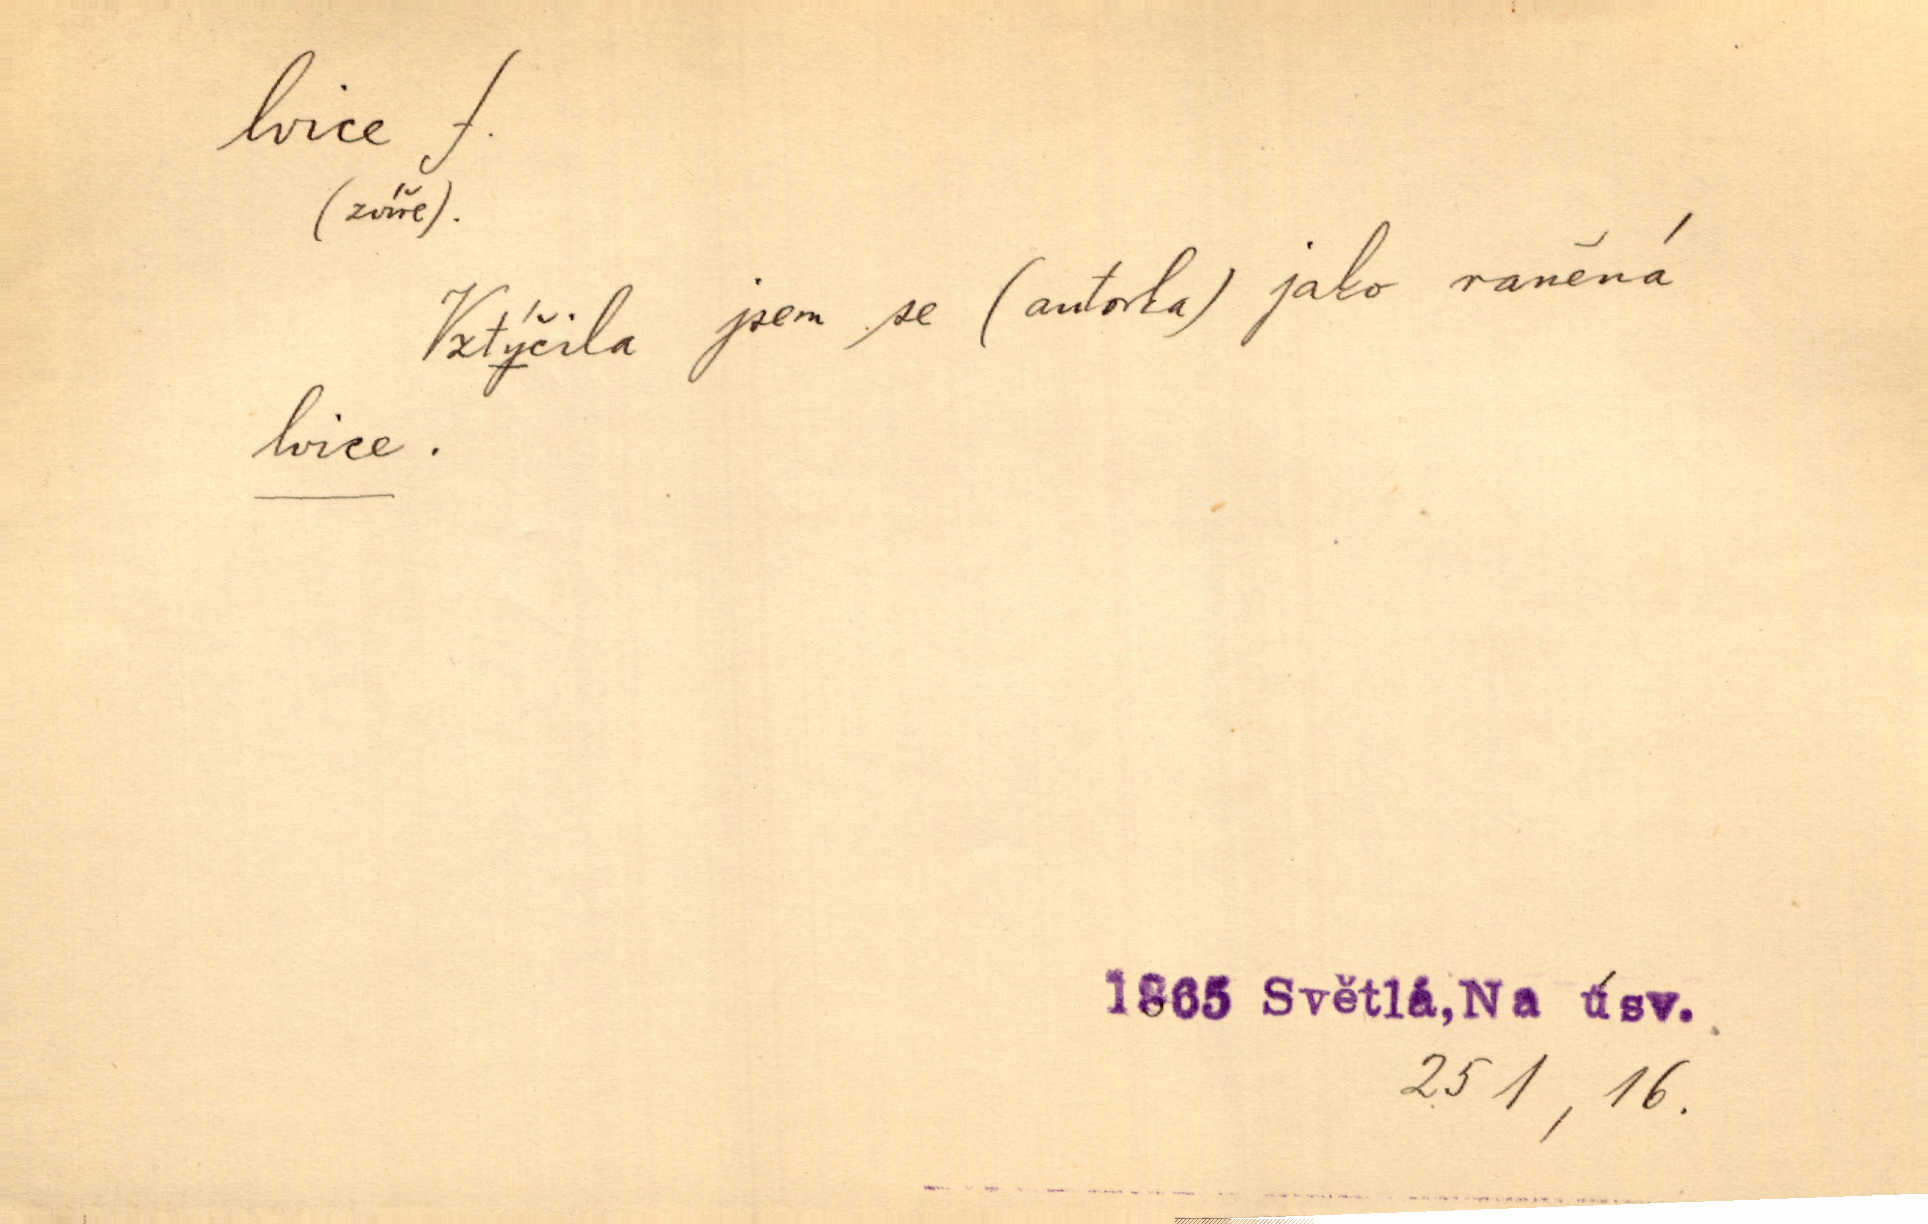 lvice f.
(zvíře).
Vztýčila jsem se (autorka) jako raněná
lvice.
1865 Světlá, Na úsv.
251, 16.